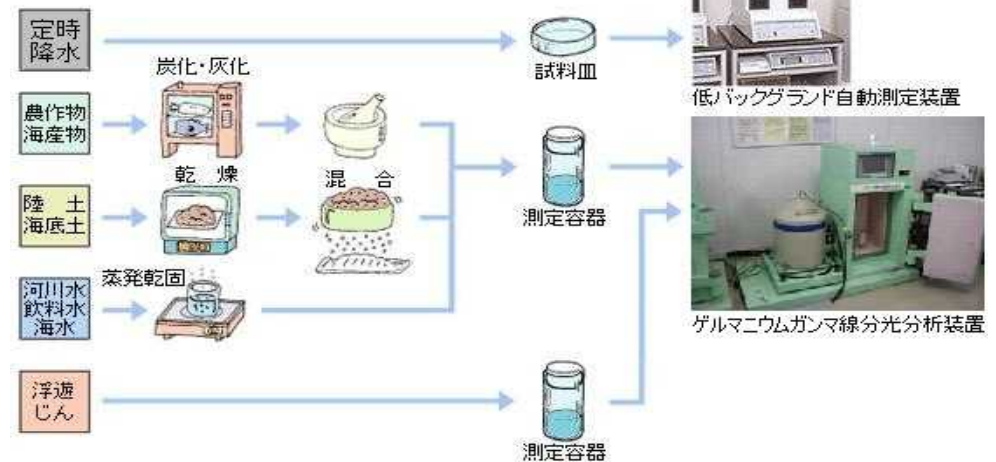 定時
降水
試料皿
低バックグランド自動測定装置
炭化・灰化
農作物
海産物
乾 燥
混 合
陸 土
海底土
測定容器
蒸発乾固
河川水
飲料水
海水
ゲルマニウムガンマ線分光分析装置
浮遊
じん
測定容器